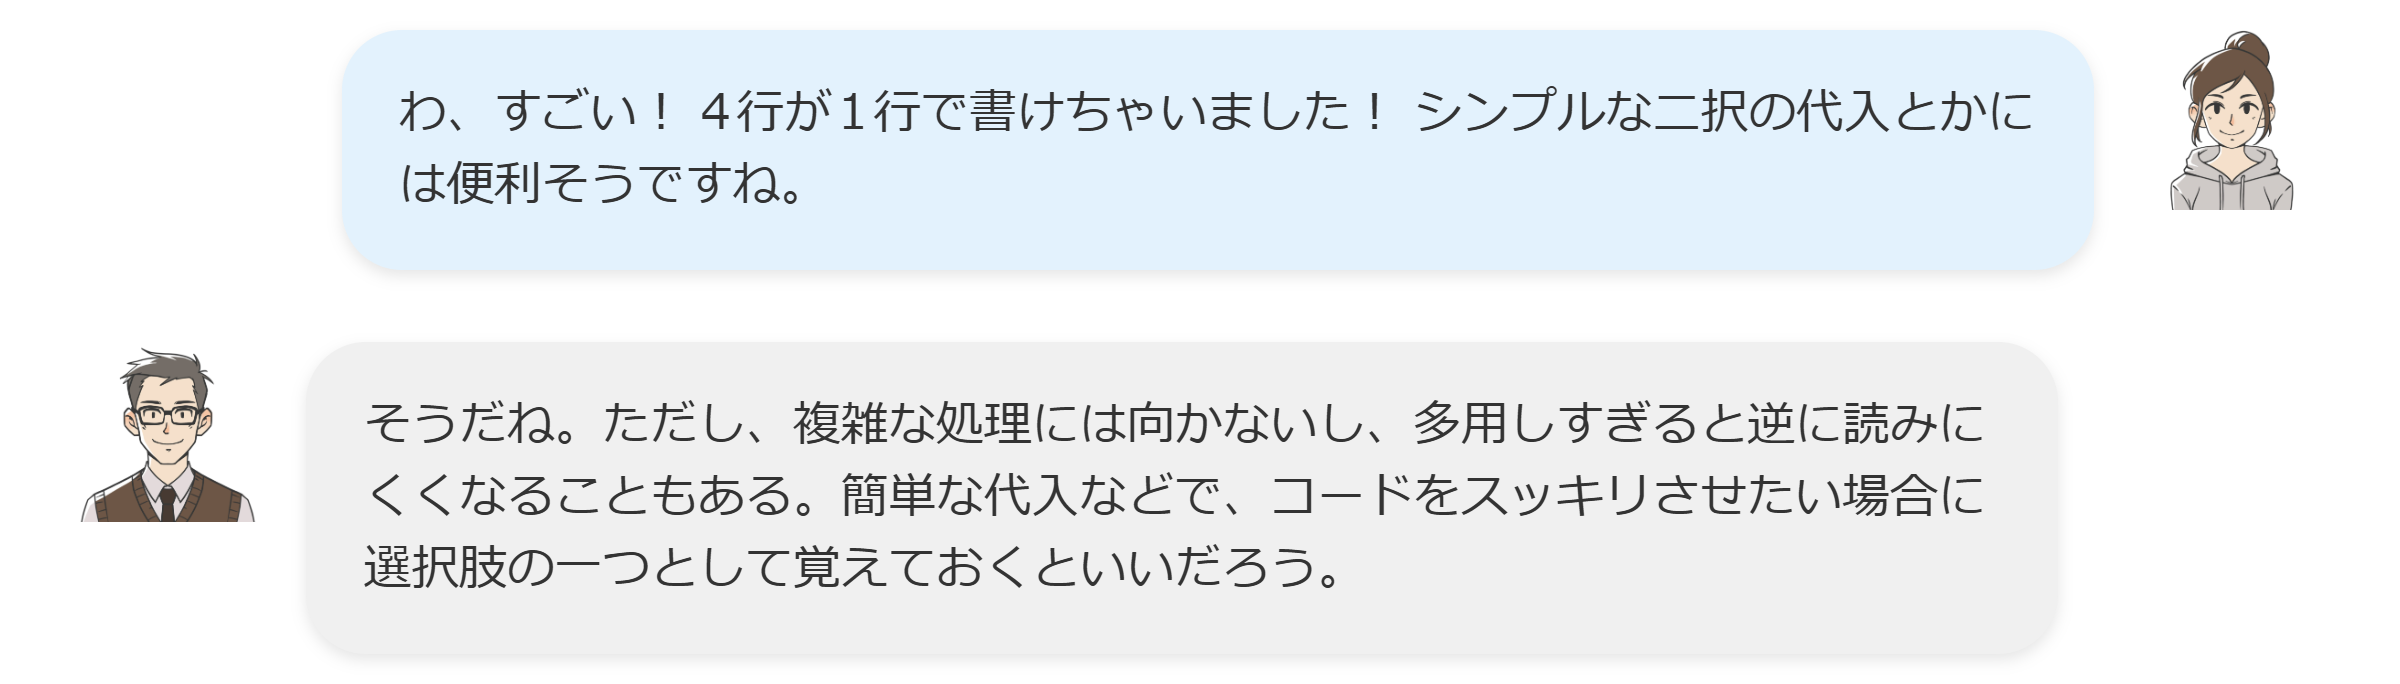 わ、すごい！ ４行が１行で書けちゃいました！ シンプルな二択の代入とかに
は便利そうですね。
そうだね。ただし、複雑な処理には向かないし、多用しすぎると逆に読みに
くくなることもある。簡単な代入などで、コードをスッキリさせたい場合に
選択肢の一つとして覚えておくといいだろう。